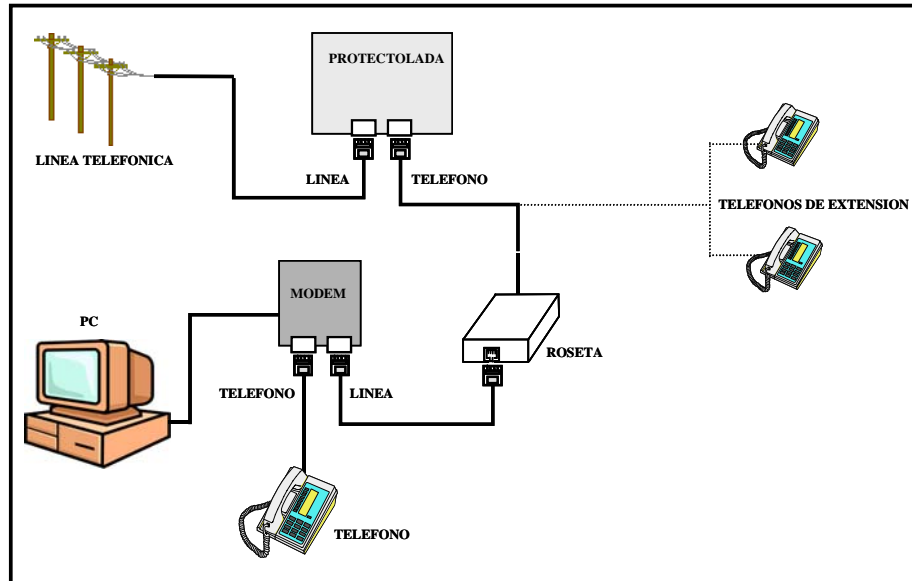 PROTECTOLADA
LINEA TELEFONICA
LINEA
TELEFONO
TELEFONOS DE EXTENSION
MODEM
PC
ROSETA
TELEFONO
LINEA
TELEFONO